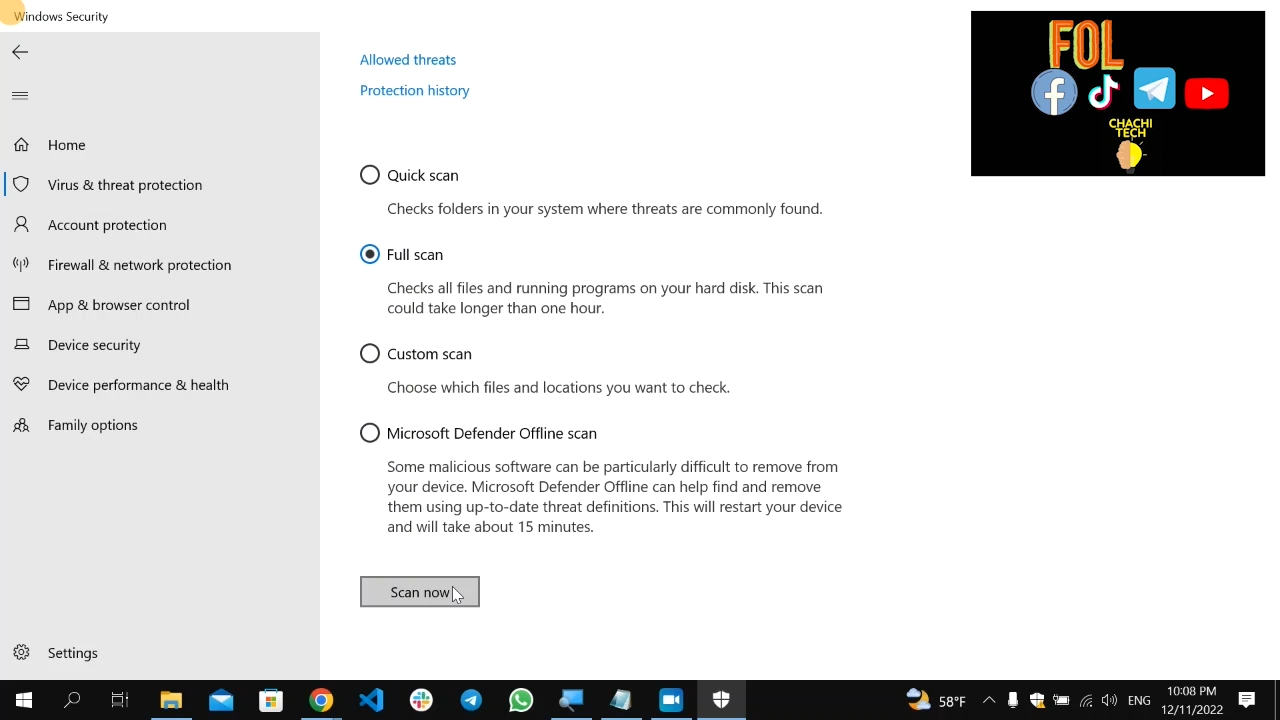 Windows Security
Home
Virus & threat protection
Account protection
Firewall & network protection
App & browser control
Device security
Device performance & health
Family options
Settings
Allowed threats
Protection history
Quick scan
Checks folders in your system where threats are commonly found.
Full scan
Checks all files and running programs on your hard disk. This scan
could take longer than one hour.
Custom scan
Choose which files and locations you want to check.
Microsoft Defender Offline scan
Some malicious software can be particularly difficult to remove from
your device. Microsoft Defender Offline can help find and remove
them using up-to-date threat definitions. This will restart your device
and will take about 15 minutes.
Scan now
FOL
CHACHI
TECH
58°F
ENG
10:08 PM
12/11/2022